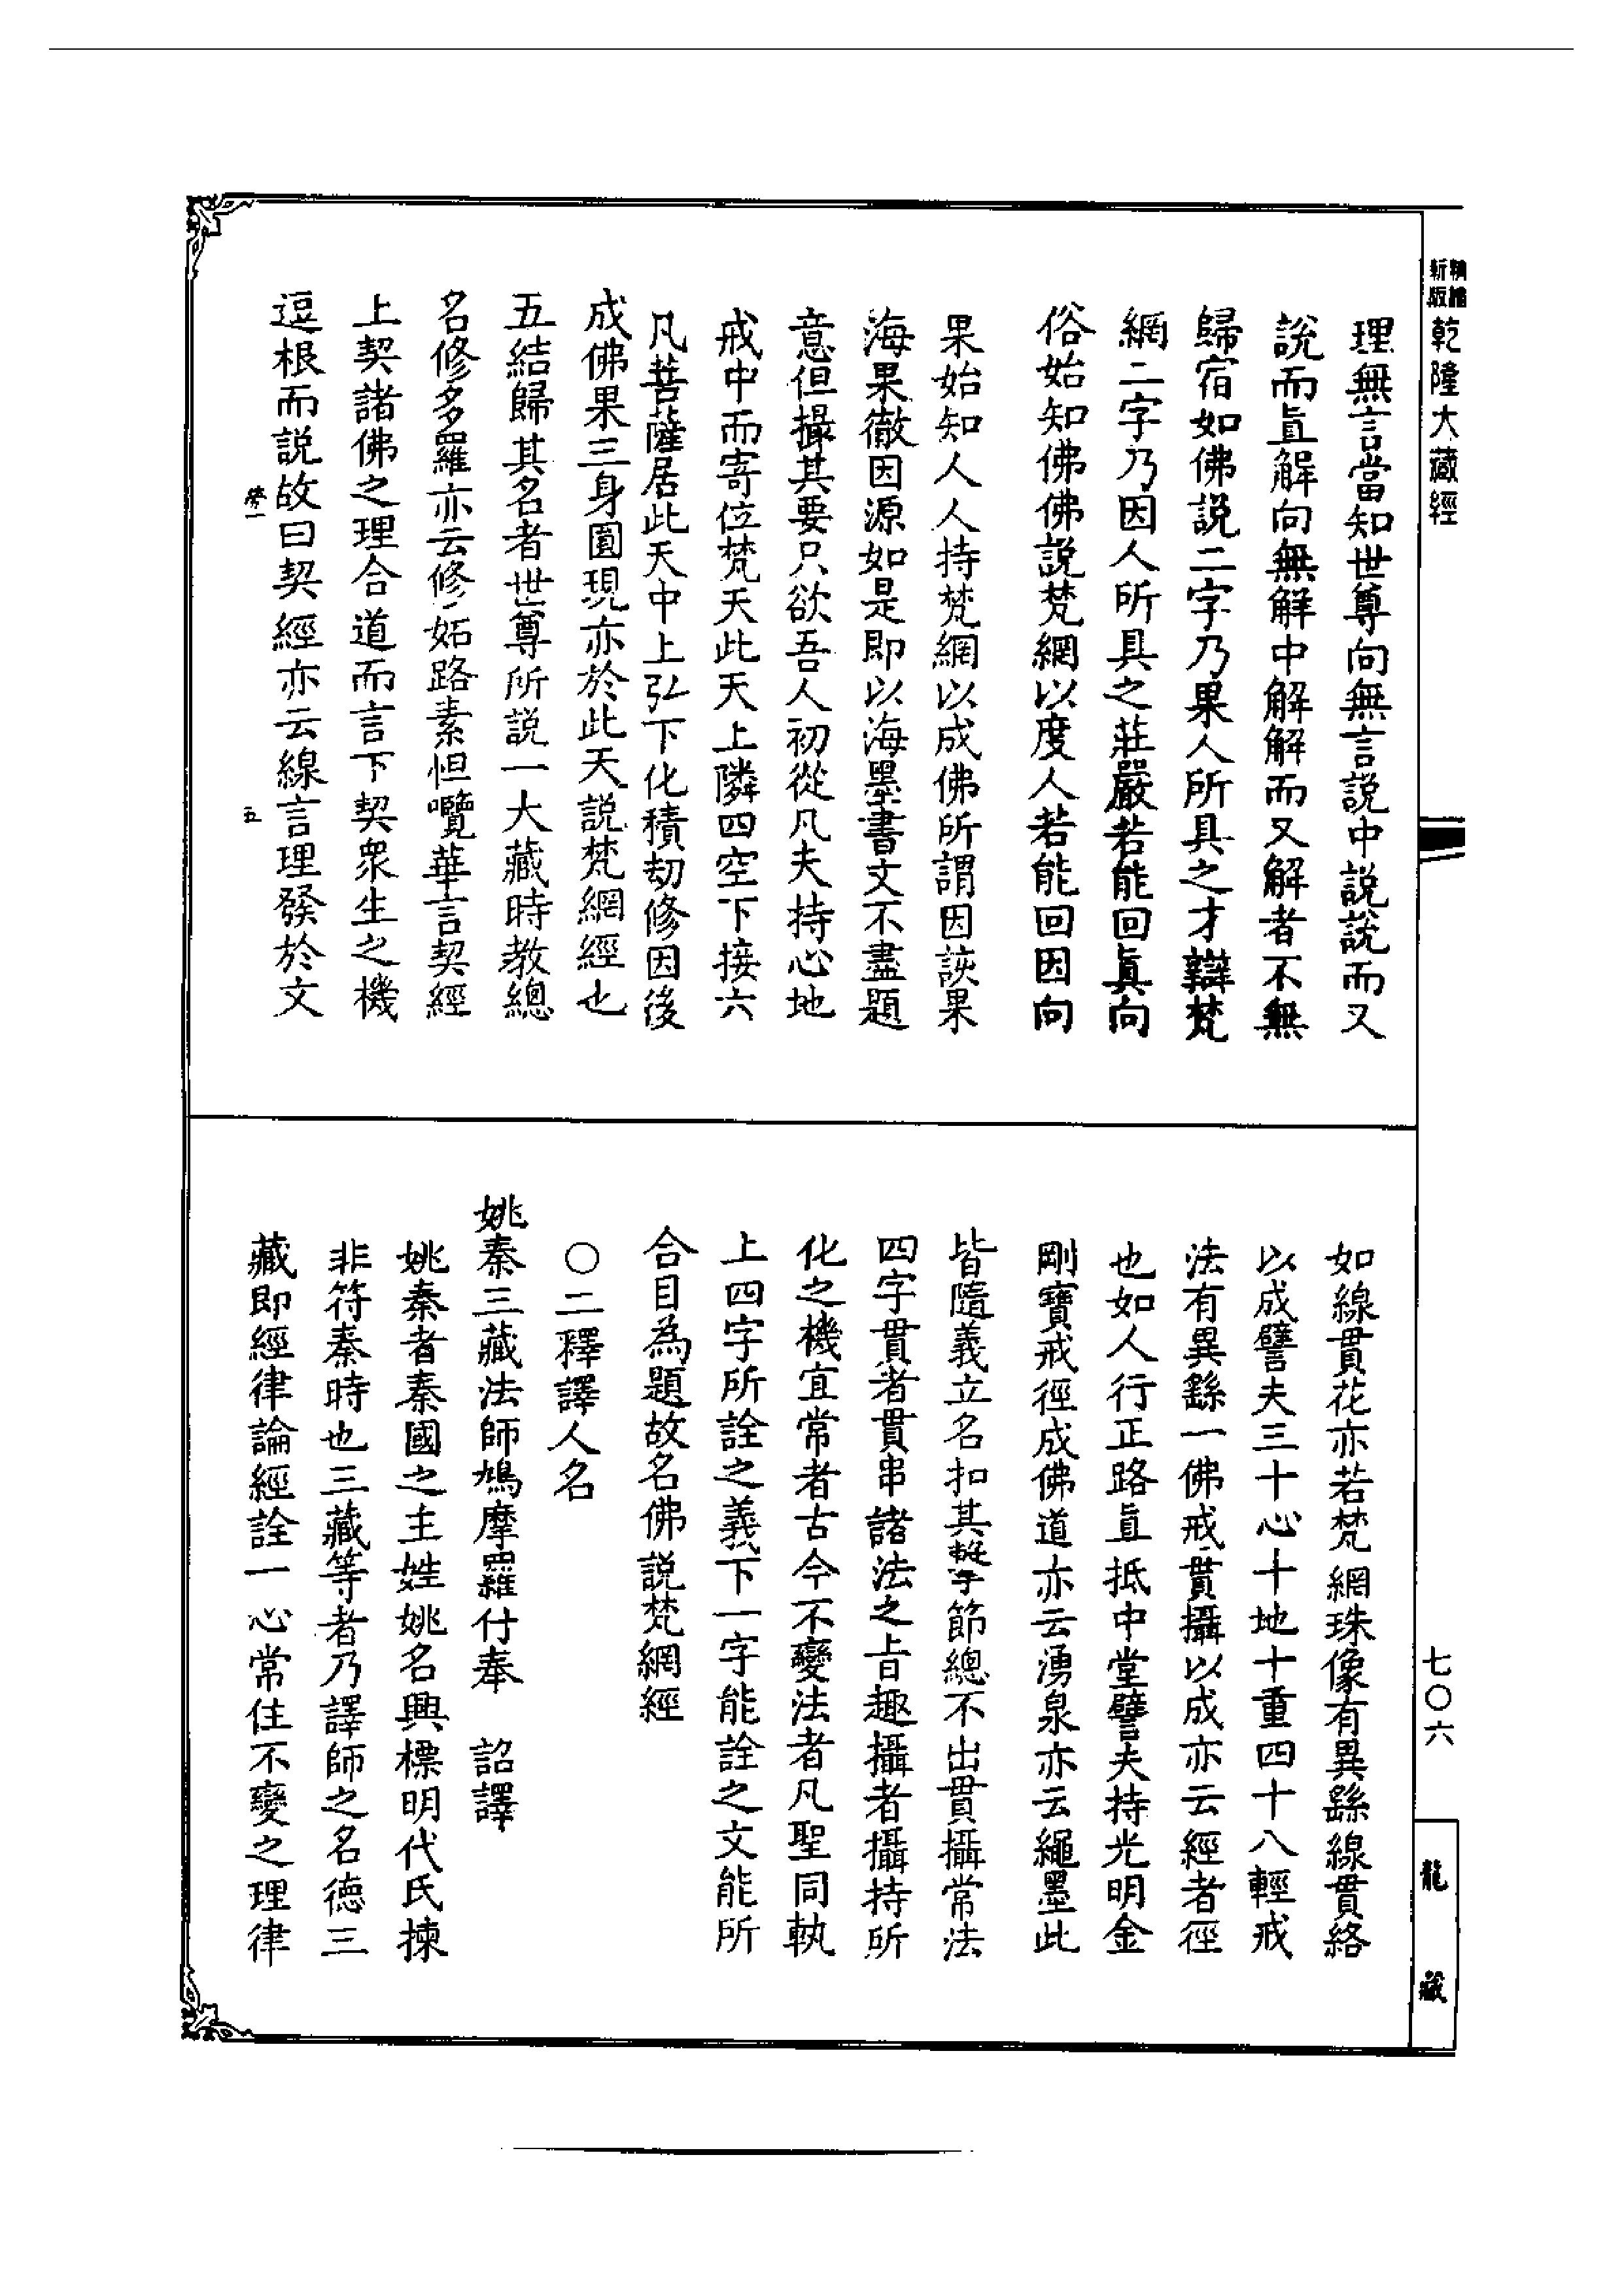 精繕
新版
乾隆大藏經
理無言當知世尊向無言說中說說而又
說而眞解向無解中解解而又解者不無
歸宿如佛說二字乃果人所具之才辯梵
網二字乃因人所具之莊嚴若能回眞向
俗始知佛佛說梵網以度人若能回因向
果始知人人持梵網以成佛所謂因該果
海果徹因源如是即以海墨書文不盡題
意但撮其要只欲吾人初從凡夫持心地
戒中而寄位梵天此天上隣四空下接六
凡菩薩居此天中上弘下化積劫修因後
成佛果三身圓現亦於此天說梵網經也
五結歸其名者世尊所說一大藏時教總
名修多羅亦云修妬路素怛囕華言契經
上契諸佛之理合道而言下契衆生之機
逗根而說故曰契經亦云線言理發於文
五
如線貫花亦若梵網珠像有異繇線貫絡
以成譬夫三十心十地十重四十八輕戒
法有異繇一佛戒貫攝以成亦云經者徑
也如人行正路直抵中堂譬夫持光明金
剛寶戒徑成佛道亦云湧泉亦云繩墨此
皆隨義立名扣其節總不出貫攝常法
四字貫者貫串諸法之旨趣攝者攝持所
化之機宜常者古今不變法者凡聖同執
上四字所詮之義下一字能詮之文能所
合目為題故名佛說梵網經
○二釋譯人名
姚秦三藏法師鳩摩羅什奉 詔譯
姚秦者秦國之主姓姚名興標明代氏揀
非符秦時也三藏等者乃譯師之名德三
藏即經律論經詮一心常住不變之理律
七〇六
龍藏